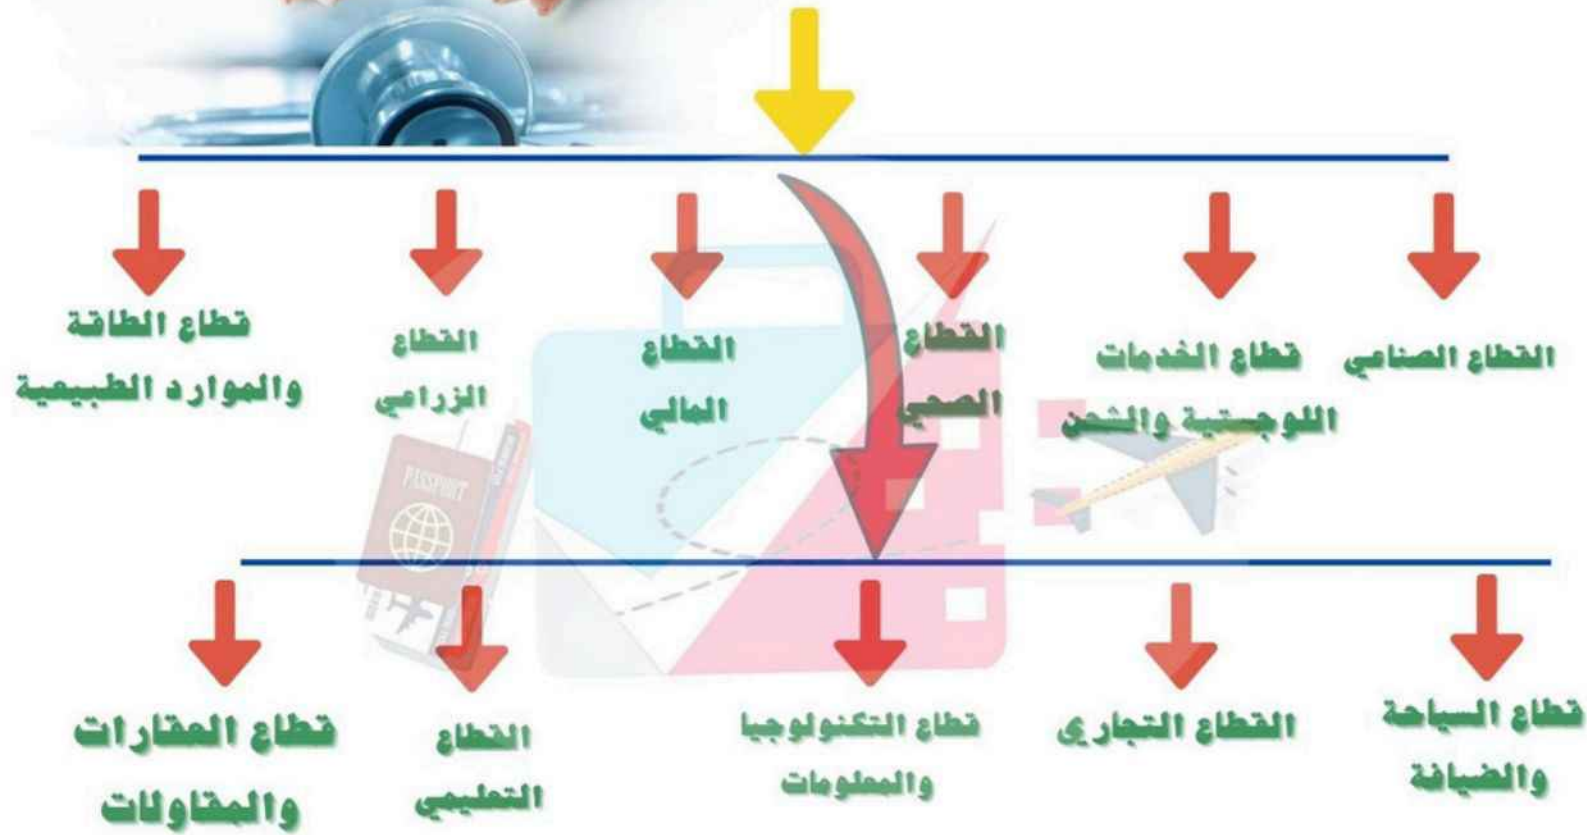 القطاع الصناعي
قطاع الخدمات
اللوجستية والشحن
القطاع
الصحي
القطاع
المالي
القطاع
الزراعي
قطاع الطاقة
والموارد الطبيعية
PASSPORT
قطاع السياحة
والضيافة
القطاع التجاري
قطاع التكنولوجيا
والمعلومات
القطاع
التعليمي
قطاع العقارات
والمقاولات